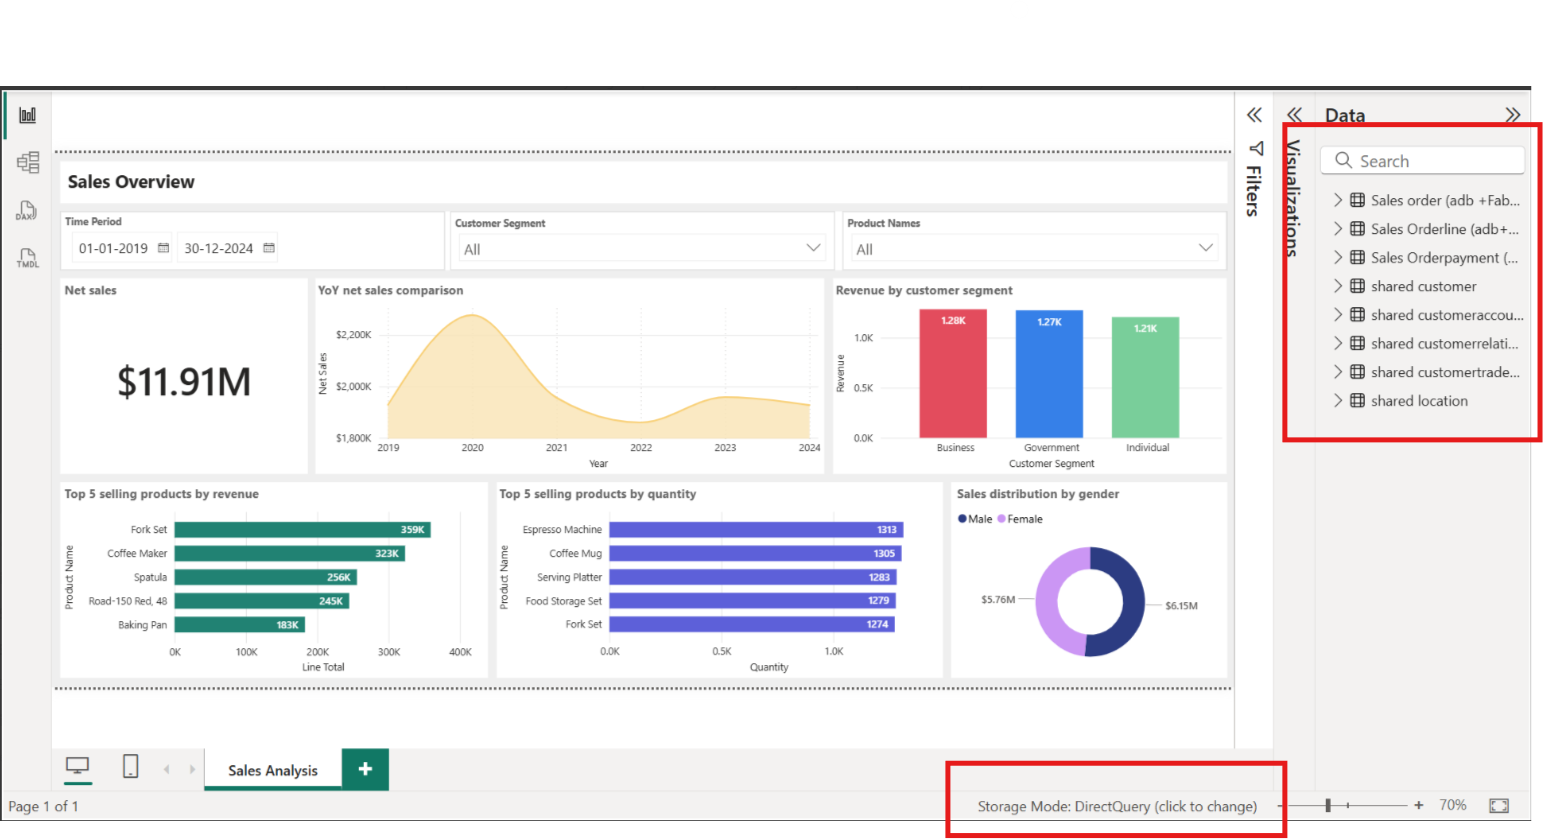 Data
Search
Sales order (adb +Fab...
Sales Orderline (adb+...
Sales Orderpayment (...
shared customer
shared customeraccou...
shared customerrelati...
shared customertrade...
shared location
Visualizations
Filters
DAX
TMDL
Sales Overview
Time Period
01-01-2019 30-12-2024
Customer Segment
All
Product Names
All
Net sales
$11.91M
YoY net sales comparison
Net Sales
$2,200K
$2,000K
$1,800K
2019 2020 2021 2022 2023 2024
Year
Revenue by customer segment
Revenue
1.0K
0.5K
0.0K
1.28K 1.27K 1.21K
Business Government Individual
Customer Segment
Top 5 selling products by revenue
Product Name
Fork Set 359K
Coffee Maker 323K
Spatula 256K
Road-150 Red, 48 245K
Baking Pan 183K
0K 100K 200K 300K 400K
Line Total
Top 5 selling products by quantity
Product Name
Espresso Machine 1313
Coffee Mug 1305
Serving Platter 1283
Food Storage Set 1279
Fork Set 1274
0.0K 0.5K 1.0K
Quantity
Sales distribution by gender
Male Female
$5.76M
$6.15M
Sales Analysis
+
Page 1 of 1
Storage Mode: DirectQuery (click to change)
- + 70%